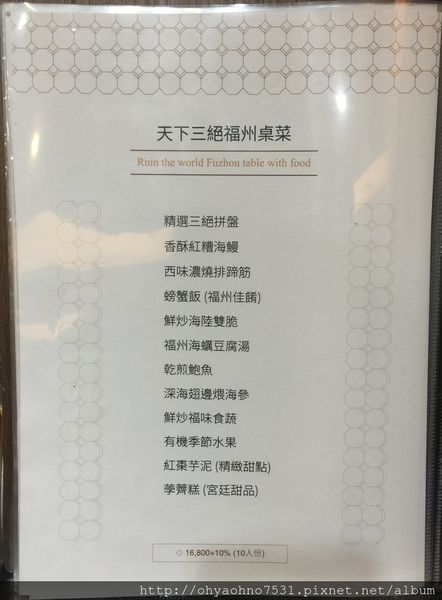 天下三絕福州桌菜
Ruin the world Fuzhou table with food
精選三絕拼盤
香酥紅糟海鰻
西味濃燒排蹄筋
螃蟹飯 (福州佳餚)
鮮炒海陸雙脆
福州海蠣豆腐湯
乾煎鮑魚
深海翅邊煨海參
鮮炒福味食蔬
有機季節水果
紅棗芋泥 (精緻甜點)
荸薺糕 (宮廷甜品)
◇ 16,800+10% (10人份)
http://ohyaohno7531.pixnet.net/album